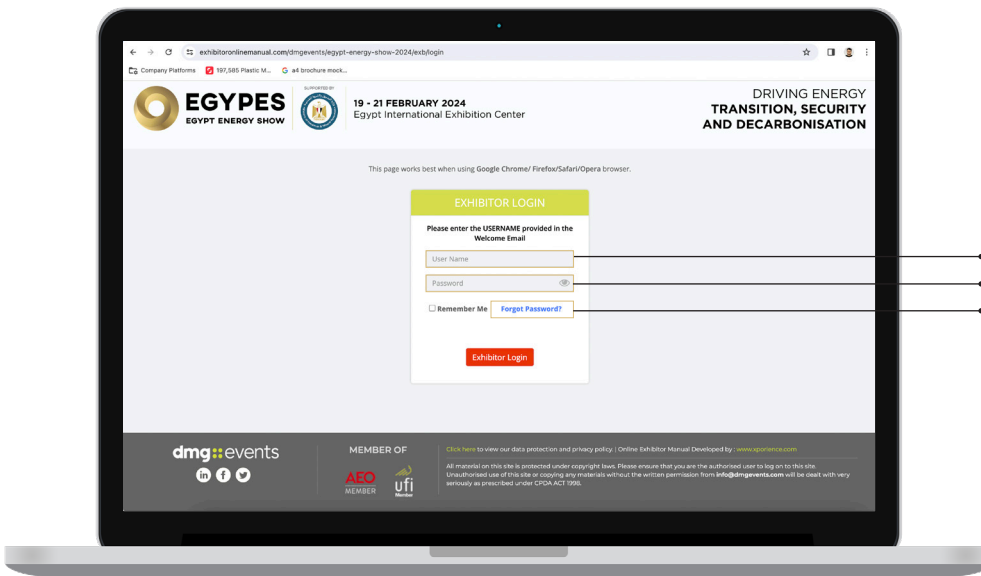 exhibitoronlinemanual.com/dmgevents/egypt-energy-show-2024/exb/login
Company Platforms 197,585 Plastic M... a4 brochure mock...
EGYPES
EGYPT ENERGY SHOW
SUPPORTED BY
19 - 21 FEBRUARY 2024
Egypt International Exhibition Center
DRIVING ENERGY
TRANSITION, SECURITY
AND DECARBONISATION
This page works best when using Google Chrome/ Firefox/Safari/Opera browser.
EXHIBITOR LOGIN
Please enter the USERNAME provided in the
Welcome Email
User Name
Password
Remember Me Forgot Password?
Exhibitor Login
dmg::events
MEMBER OF
AEO
MEMBER
ufi
Member
Click here to view our data protection and privacy policy. | Online Exhibitor Manual Developed by : www.xporience.com
All material on this site is protected under copyright laws. Please ensure that you are the authorised user to log on to this site.
Unauthorised use of this site or copying any materials without the written permission from info@dmgevents.com will be dealt with very
seriously as prescribed under CPDA ACT 1998.